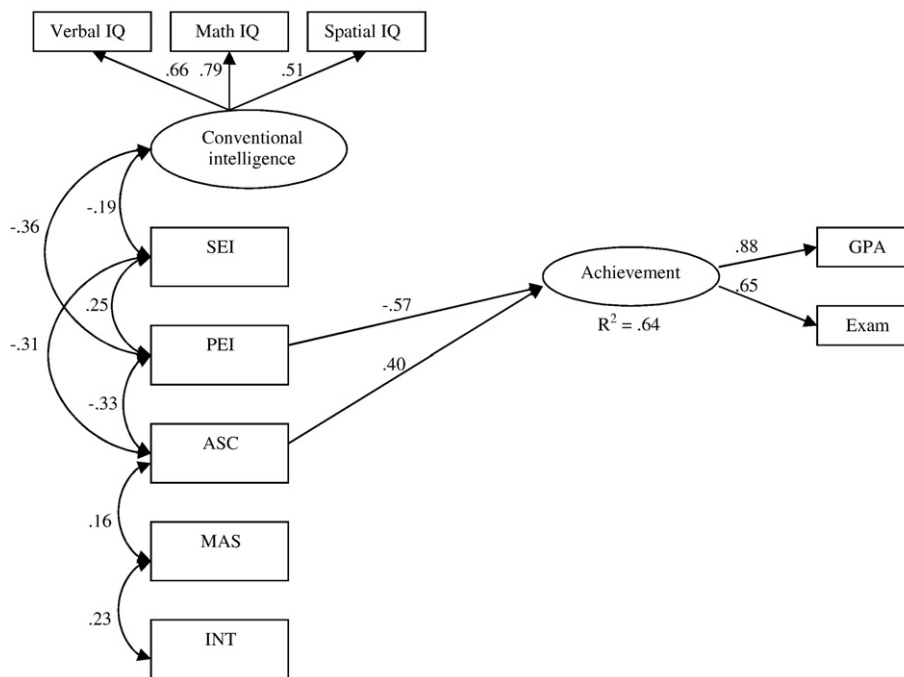 Verbal IQ
Math IQ
Spatial IQ
.66
.79
.51
Conventional
intelligence
-.36
-.19
SEI
.25
-.31
PEI
-.57
Achievement
R² = .64
.88
GPA
.65
Exam
.40
-.33
ASC
.16
MAS
.23
INT